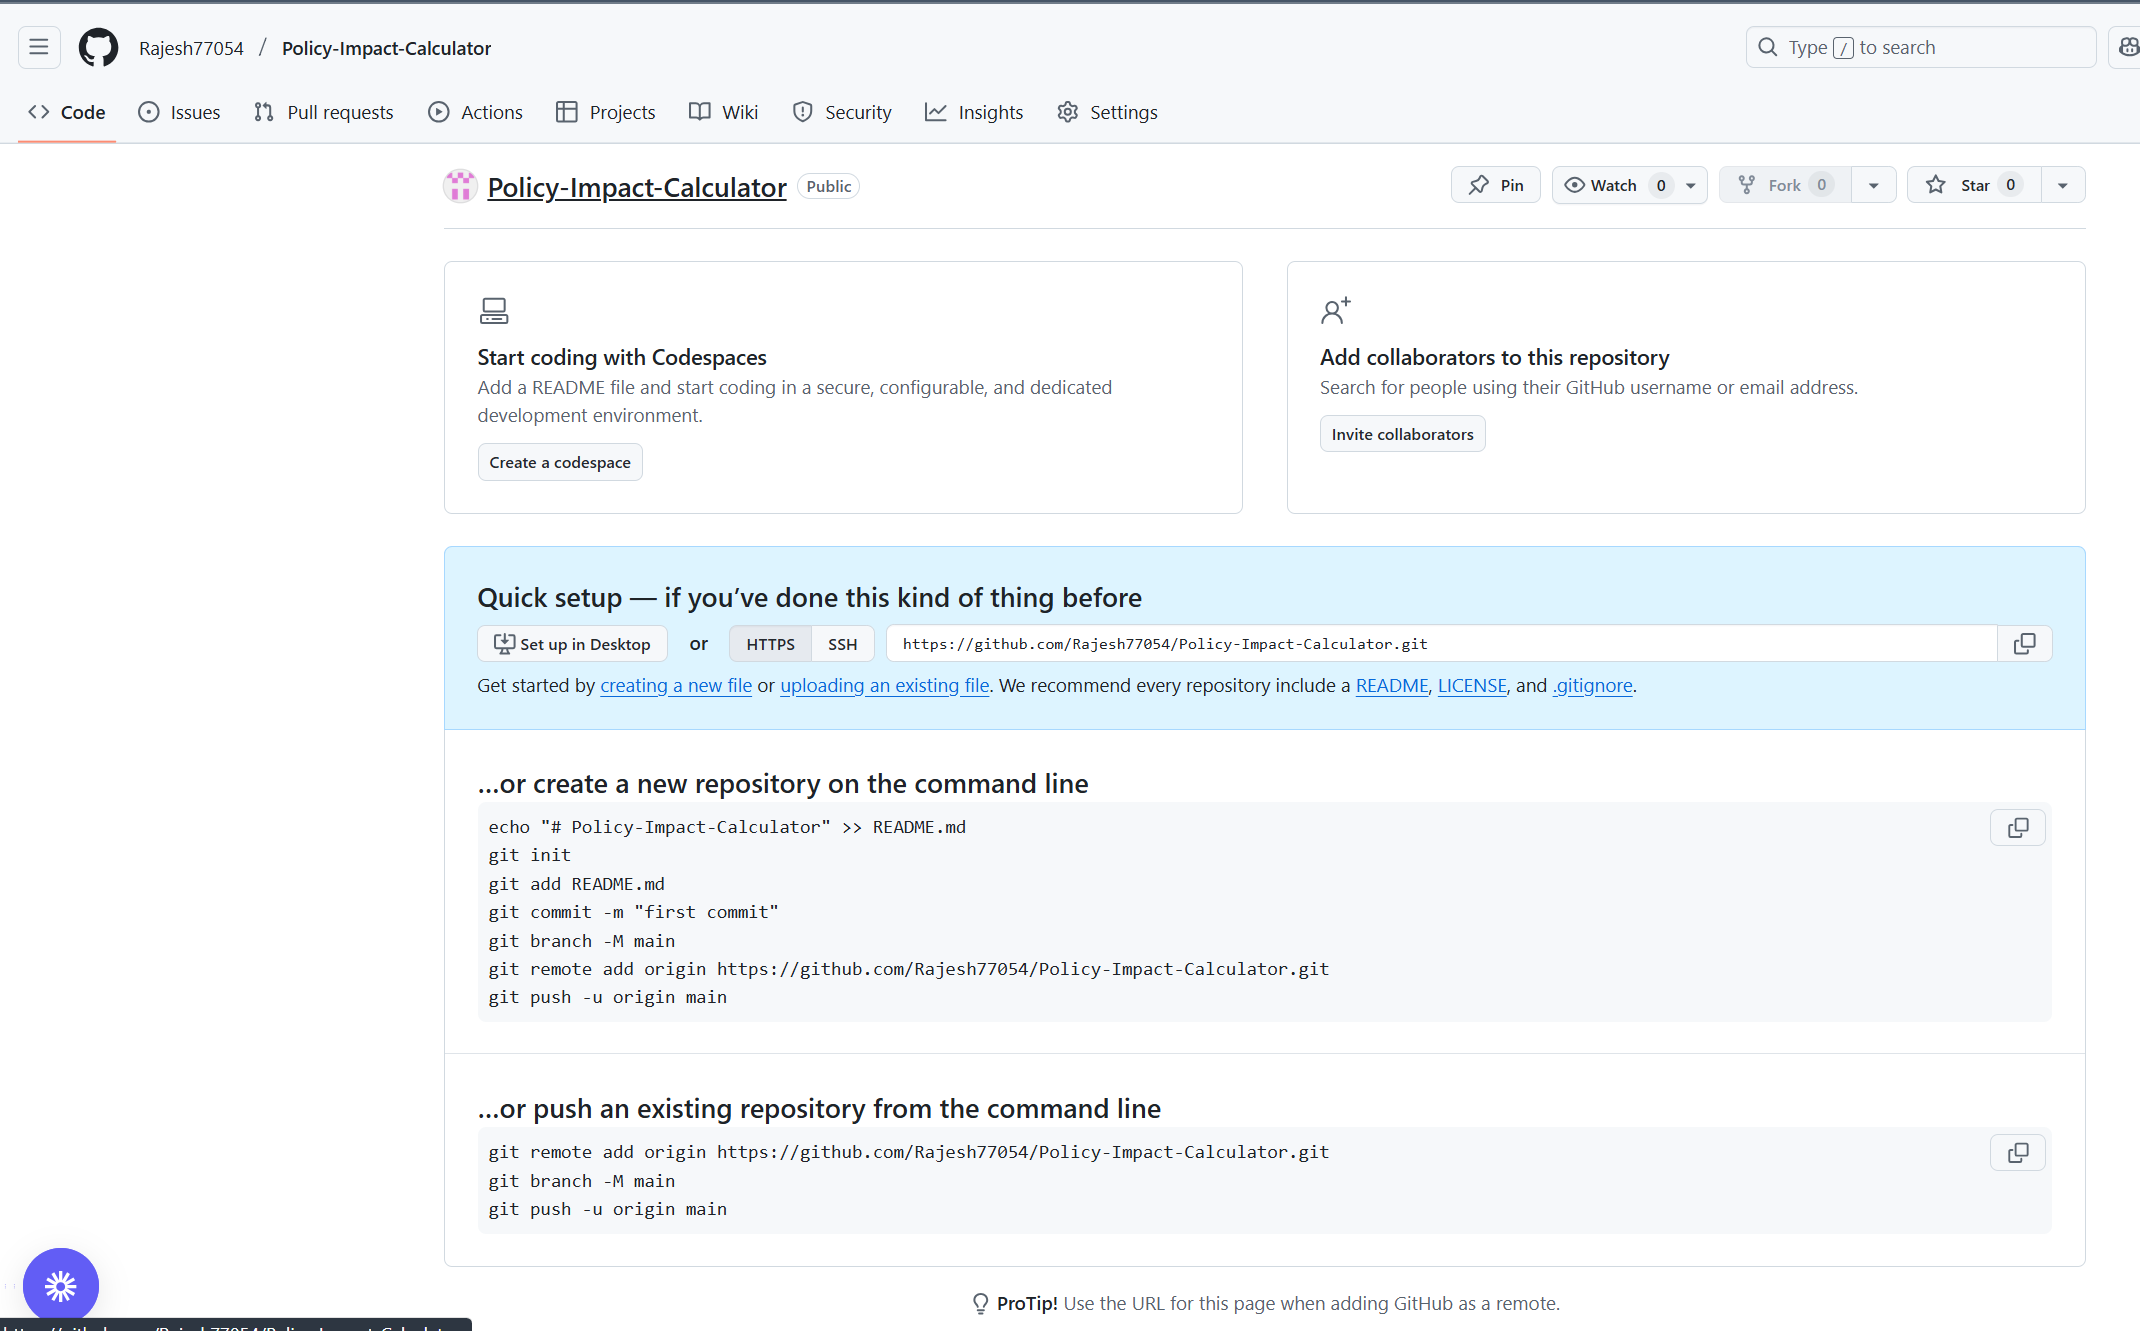 Rajesh77054 / Policy-Impact-Calculator
Type / to search
Code Issues Pull requests Actions Projects Wiki Security Insights Settings
Policy-Impact-Calculator Public
Pin Watch 0 Fork 0 Star 0
Start coding with Codespaces
Add a README file and start coding in a secure, configurable, and dedicated
development environment.
Create a codespace
Add collaborators to this repository
Search for people using their GitHub username or email address.
Invite collaborators
Quick setup — if you’ve done this kind of thing before
Set up in Desktop or HTTPS SSH https://github.com/Rajesh77054/Policy-Impact-Calculator.git
Get started by creating a new file or uploading an existing file. We recommend every repository include a README, LICENSE, and .gitignore.
…or create a new repository on the command line
echo "# Policy-Impact-Calculator" >> README.md
git init
git add README.md
git commit -m "first commit"
git branch -M main
git remote add origin https://github.com/Rajesh77054/Policy-Impact-Calculator.git
git push -u origin main
…or push an existing repository from the command line
git remote add origin https://github.com/Rajesh77054/Policy-Impact-Calculator.git
git branch -M main
git push -u origin main
ProTip! Use the URL for this page when adding GitHub as a remote.